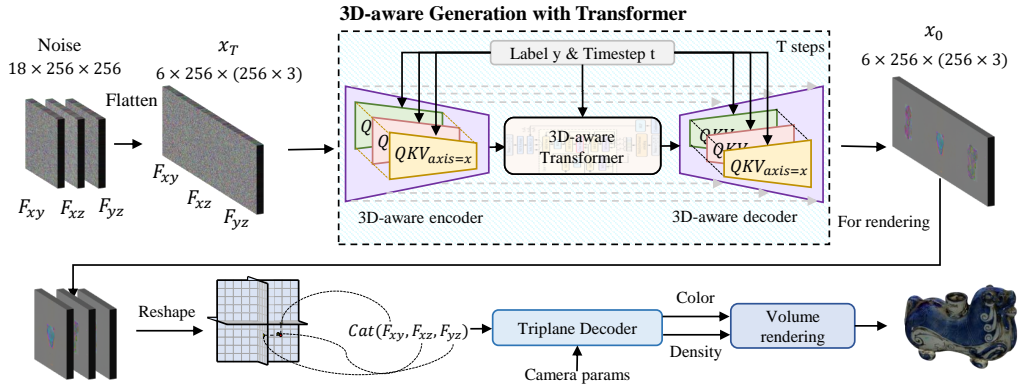 3D-aware Generation with Transformer
Noise
18 × 256 × 256
Flatten
x_T
6 × 256 × (256 × 3)
F_xy
F_xz
F_yz
F_xy
F_xz
F_yz
Label y & Timestep t
T steps
Q
Q
QKV_axis=x
3D-aware encoder
3D-aware
Transformer
QKV
QKV
QKV_axis=x
3D-aware decoder
x_0
6 × 256 × (256 × 3)
For rendering
Reshape
Cat(F_xy, F_xz, F_yz)
Triplane Decoder
Camera params
Color
Density
Volume
rendering